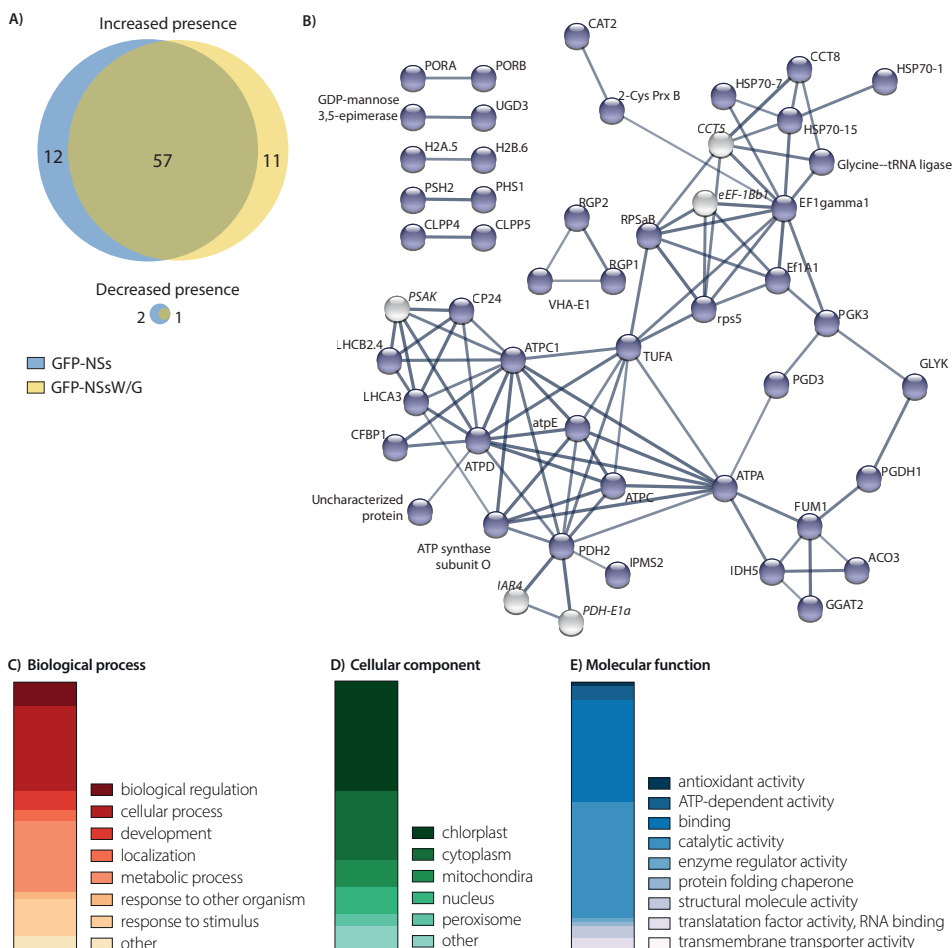 A)
Increased presence
12
57
11
Decreased presence
2
1
GFP-NSs
GFP-NSsW/G
B)
CAT2
PORA
PORB
GDP-mannose
3,5-epimerase
UGD3
H2A.5
H2B.6
PSH2
PHS1
CLPP4
CLPP5
2-Cys Prx B
CCT8
HSP70-1
HSP70-7
HSP70-15
CCT5
Glycine--tRNA ligase
eEF-1Bb1
EF1gamma1
RGP2
RPSaB
RGP1
VHA-E1
Ef1A1
rps5
PGK3
PSAK
CP24
LHCB2.4
ATPC1
TUFA
GLYK
PGD3
LHCA3
CFBP1
atpE
ATPD
ATPA
PGDH1
ATPC
Uncharacterized
protein
FUM1
ATP synthase
subunit O
PDH2
IPMS2
IDH5
ACO3
IAR4
PDH-E1a
GGAT2
C) Biological process
biological regulation
cellular process
development
localization
metabolic process
response to other organism
response to stimulus
other
D) Cellular component
chlorplast
cytoplasm
mitochondira
nucleus
peroxisome
other
E) Molecular function
antioxidant activity
ATP-dependent activity
binding
catalytic activity
enzyme regulator activity
protein folding chaperone
structural molecule activity
translatation factor activity, RNA binding
transmembrane transporter activity